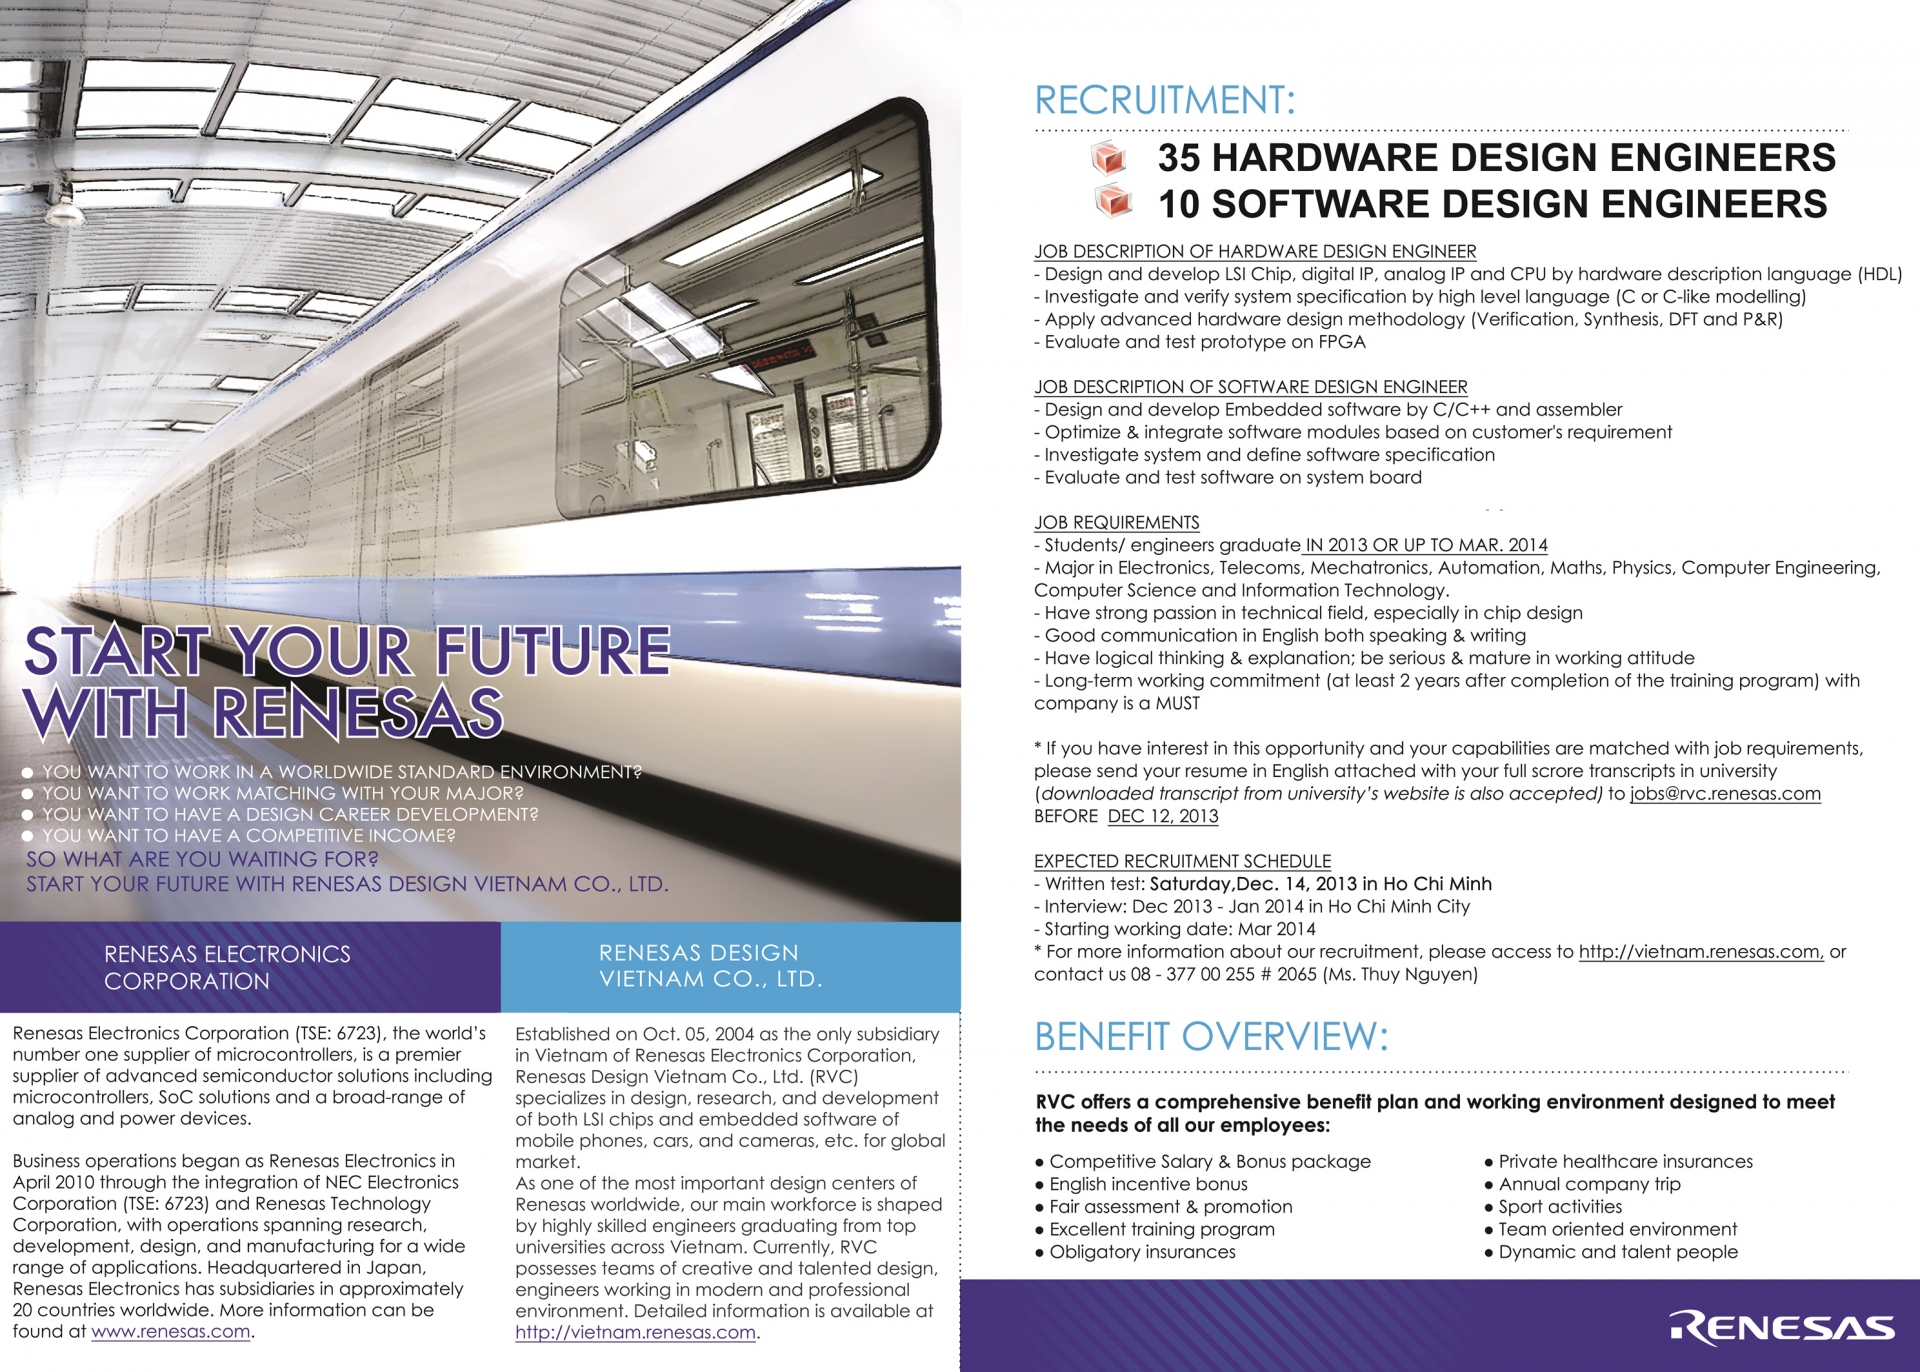 START YOUR FUTURE
WITH RENESAS
● YOU WANT TO WORK IN A WORLDWIDE STANDARD ENVIRONMENT?
● YOU WANT TO WORK MATCHING WITH YOUR MAJOR?
● YOU WANT TO HAVE A DESIGN CAREER DEVELOPMENT?
● YOU WANT TO HAVE A COMPETITIVE INCOME?
SO WHAT ARE YOU WAITING FOR?
START YOUR FUTURE WITH RENESAS DESIGN VIETNAM CO., LTD.
RENESAS ELECTRONICS
CORPORATION
Renesas Electronics Corporation (TSE: 6723), the world's
number one supplier of microcontrollers, is a premier
supplier of advanced semiconductor solutions including
microcontrollers, SoC solutions and a broad-range of
analog and power devices.
Business operations began as Renesas Electronics in
April 2010 through the integration of NEC Electronics
Corporation (TSE: 6723) and Renesas Technology
Corporation, with operations spanning research,
development, design, and manufacturing for a wide
range of applications. Headquartered in Japan,
Renesas Electronics has subsidiaries in approximately
20 countries worldwide. More information can be
found at www.renesas.com.
RENESAS DESIGN
VIETNAM CO., LTD.
Established on Oct. 05, 2004 as the only subsidiary
in Vietnam of Renesas Electronics Corporation,
Renesas Design Vietnam Co., Ltd. (RVC)
specializes in design, research, and development
of both LSI chips and embedded software of
mobile phones, cars, and cameras, etc. for global
market.
As one of the most important design centers of
Renesas worldwide, our main workforce is shaped
by highly skilled engineers graduating from top
universities across Vietnam. Currently, RVC
possesses teams of creative and talented design,
engineers working in modern and professional
environment. Detailed information is available at
http://vietnam.renesas.com.
RECRUITMENT:
35 HARDWARE DESIGN ENGINEERS
10 SOFTWARE DESIGN ENGINEERS
JOB DESCRIPTION OF HARDWARE DESIGN ENGINEER
- Design and develop LSI Chip, digital IP, analog IP and CPU by hardware description language (HDL)
- Investigate and verify system specification by high level language (C or C-like modelling)
- Apply advanced hardware design methodology (Verification, Synthesis, DFT and P&R)
- Evaluate and test prototype on FPGA
JOB DESCRIPTION OF SOFTWARE DESIGN ENGINEER
- Design and develop Embedded software by C/C++ and assembler
- Optimize & integrate software modules based on customer's requirement
- Investigate system and define software specification
- Evaluate and test software on system board
JOB REQUIREMENTS
- Students/ engineers graduate IN 2013 OR UP TO MAR. 2014
- Major in Electronics, Telecoms, Mechatronics, Automation, Maths, Physics, Computer Engineering,
Computer Science and Information Technology.
- Have strong passion in technical field, especially in chip design
- Good communication in English both speaking & writing
- Have logical thinking & explanation; be serious & mature in working attitude
- Long-term working commitment (at least 2 years after completion of the training program) with
company is a MUST
* If you have interest in this opportunity and your capabilities are matched with job requirements,
please send your resume in English attached with your full scrore transcripts in university
(downloaded transcript from university's website is also accepted) to jobs@rvc.renesas.com
BEFORE DEC 12, 2013
EXPECTED RECRUITMENT SCHEDULE
- Written test: Saturday,Dec. 14, 2013 in Ho Chi Minh
- Interview: Dec 2013 - Jan 2014 in Ho Chi Minh City
- Starting working date: Mar 2014
* For more information about our recruitment, please access to http://vietnam.renesas.com, or
contact us 08 - 377 00 255 # 2065 (Ms. Thuy Nguyen)
BENEFIT OVERVIEW:
RVC offers a comprehensive benefit plan and working environment designed to meet
the needs of all our employees:
● Competitive Salary & Bonus package
● English incentive bonus
● Fair assessment & promotion
● Excellent training program
● Obligatory insurances
● Private healthcare insurances
● Annual company trip
● Sport activities
● Team oriented environment
● Dynamic and talent people
RENESAS